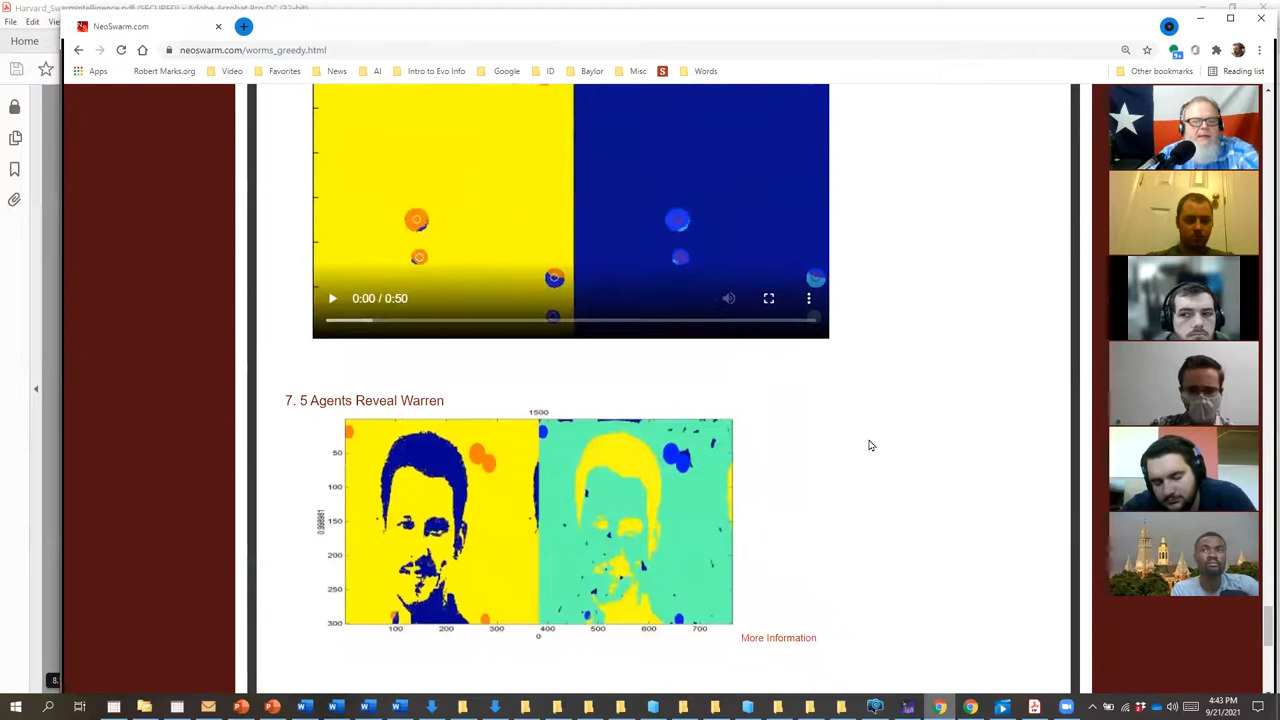 Harvard_SwarmIntelligence.pdf (SECURED) - Adobe Acrobat Pro DC (32-bit)
File Edit
NeoSwarm.com
Home
neoswarm.com/worms_greedy.html
9+
Apps Robert Marks.org Video Favorites News AI Intro to Evo Info Google ID Baylor Misc S Words Other bookmarks Reading list
0:00 / 0:50
7. 5 Agents Reveal Warren
1500
50
100
150
200
250
300
0.998981
100 200 300 400 500 600 700
0
More Information
4:43 PM
9/21/2021